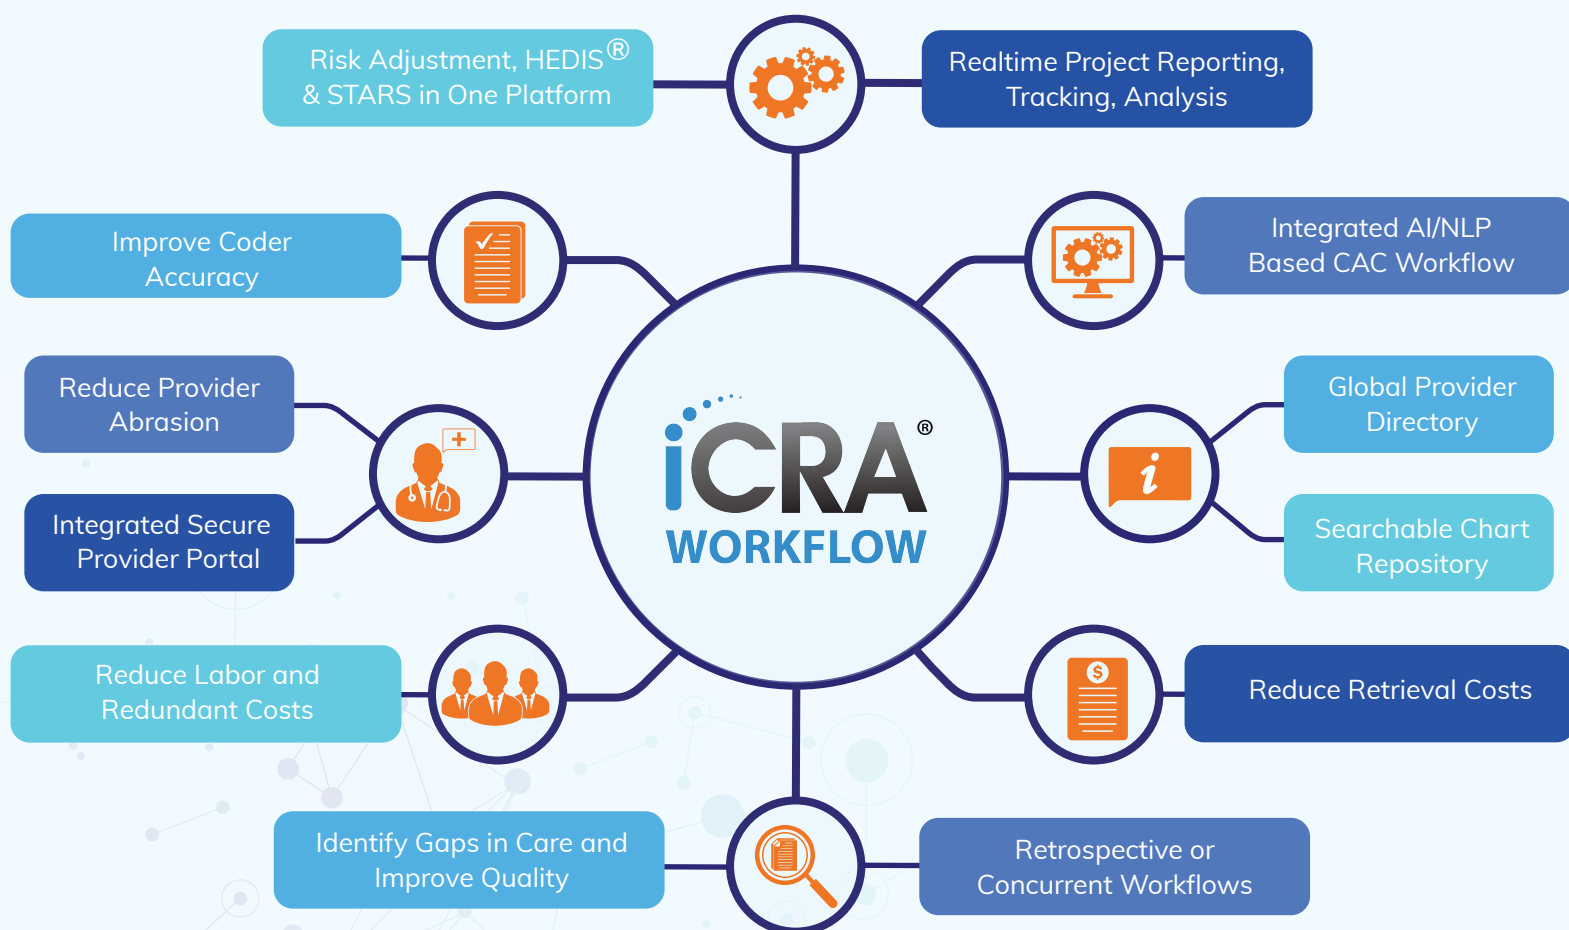 Risk Adjustment, HEDIS®
& STARS in One Platform
Realtime Project Reporting,
Tracking, Analysis
Improve Coder
Accuracy
Integrated AI/NLP
Based CAC Workflow
Reduce Provider
Abrasion
Global Provider
Directory
iCRA®
WORKFLOW
Integrated Secure
Provider Portal
Searchable Chart
Repository
Reduce Labor and
Redundant Costs
Reduce Retrieval Costs
Identify Gaps in Care and
Improve Quality
Retrospective or
Concurrent Workflows
i
$